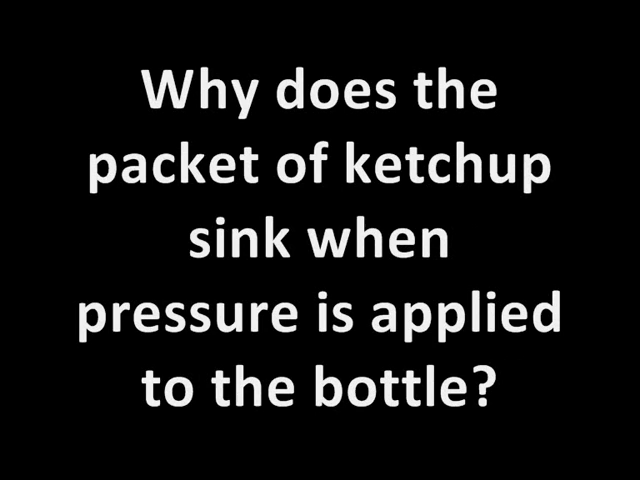 Why does the
packet of ketchup
sink when
pressure is applied
to the bottle?